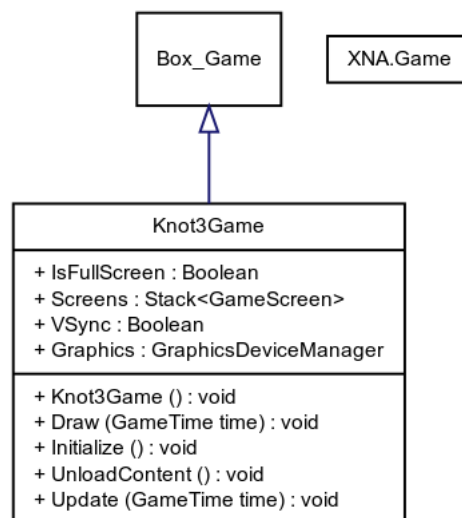 Box_Game
XNA.Game
Knot3Game
+ IsFullScreen : Boolean
+ Screens : Stack<GameScreen>
+ VSync : Boolean
+ Graphics : GraphicsDeviceManager
+ Knot3Game () : void
+ Draw (GameTime time) : void
+ Initialize () : void
+ UnloadContent () : void
+ Update (GameTime time) : void